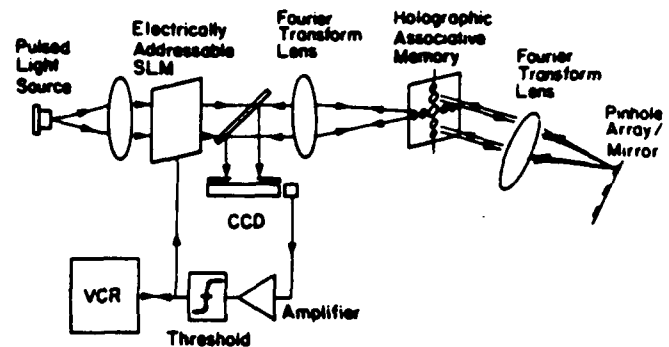 Pulsed
Light
Source
Electrically
Addressable
SLM
Fourier
Transform
Lens
Holographic
Associative
Memory
Fourier
Transform
Lens
Pinhole
Array/
Mirror
CCD
VCR
Threshold
Amplifier